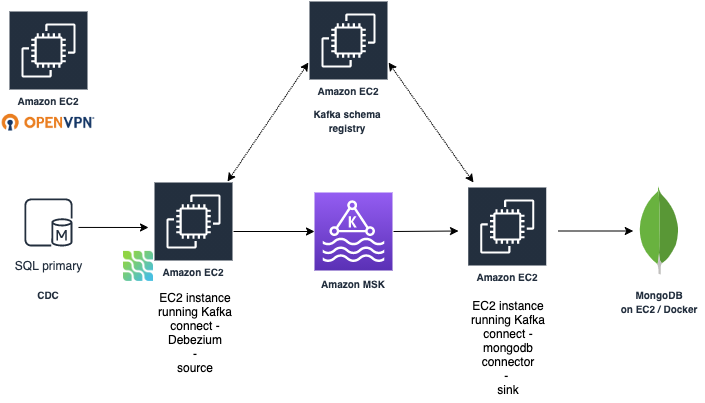 Amazon EC2
OPENVPN
Amazon EC2
Kafka schema
registry
M
SQL primary
CDC
Amazon EC2
EC2 instance
running Kafka
connect -
Debezium
-
source
K
Amazon MSK
Amazon EC2
EC2 instance
running Kafka
connect -
mongodb
connector
-
sink
MongoDB
on EC2 / Docker